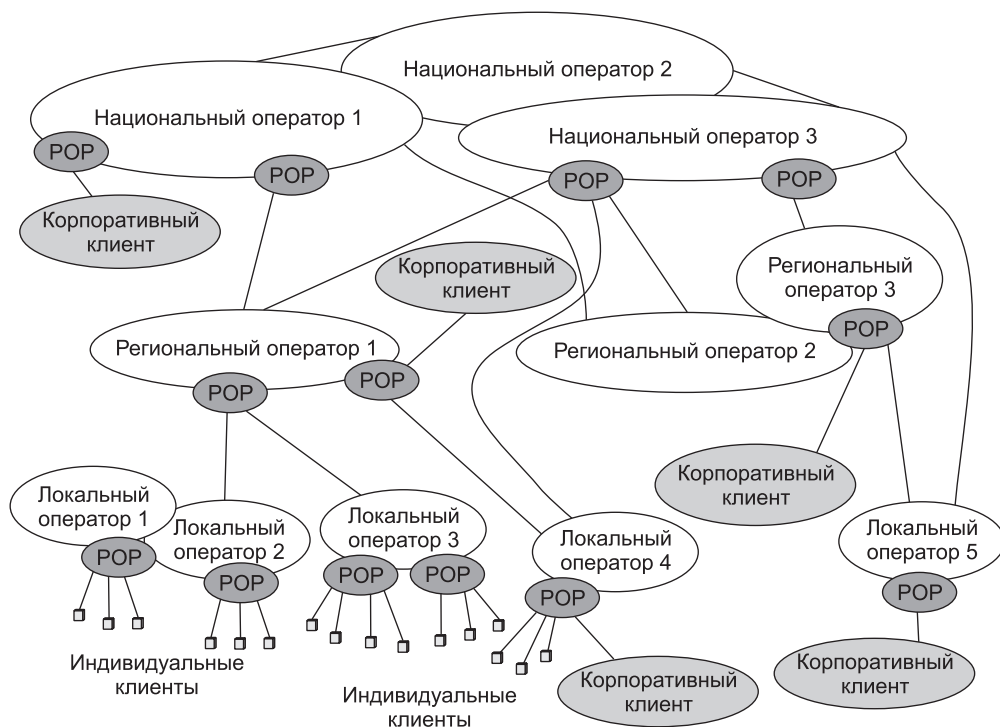 Национальный оператор 2
Национальный оператор 1
Национальный оператор 3
POP
POP
POP
POP
Корпоративный
клиент
Корпоративный
клиент
Региональный
оператор 3
POP
Региональный оператор 1
Региональный оператор 2
POP
POP
Корпоративный
клиент
Локальный
оператор 1
Локальный
оператор 2
Локальный
оператор 3
Локальный
оператор 4
Локальный
оператор 5
POP
POP
POP
POP
POP
POP
Индивидуальные
клиенты
Индивидуальные
клиенты
Корпоративный
клиент
Корпоративный
клиент